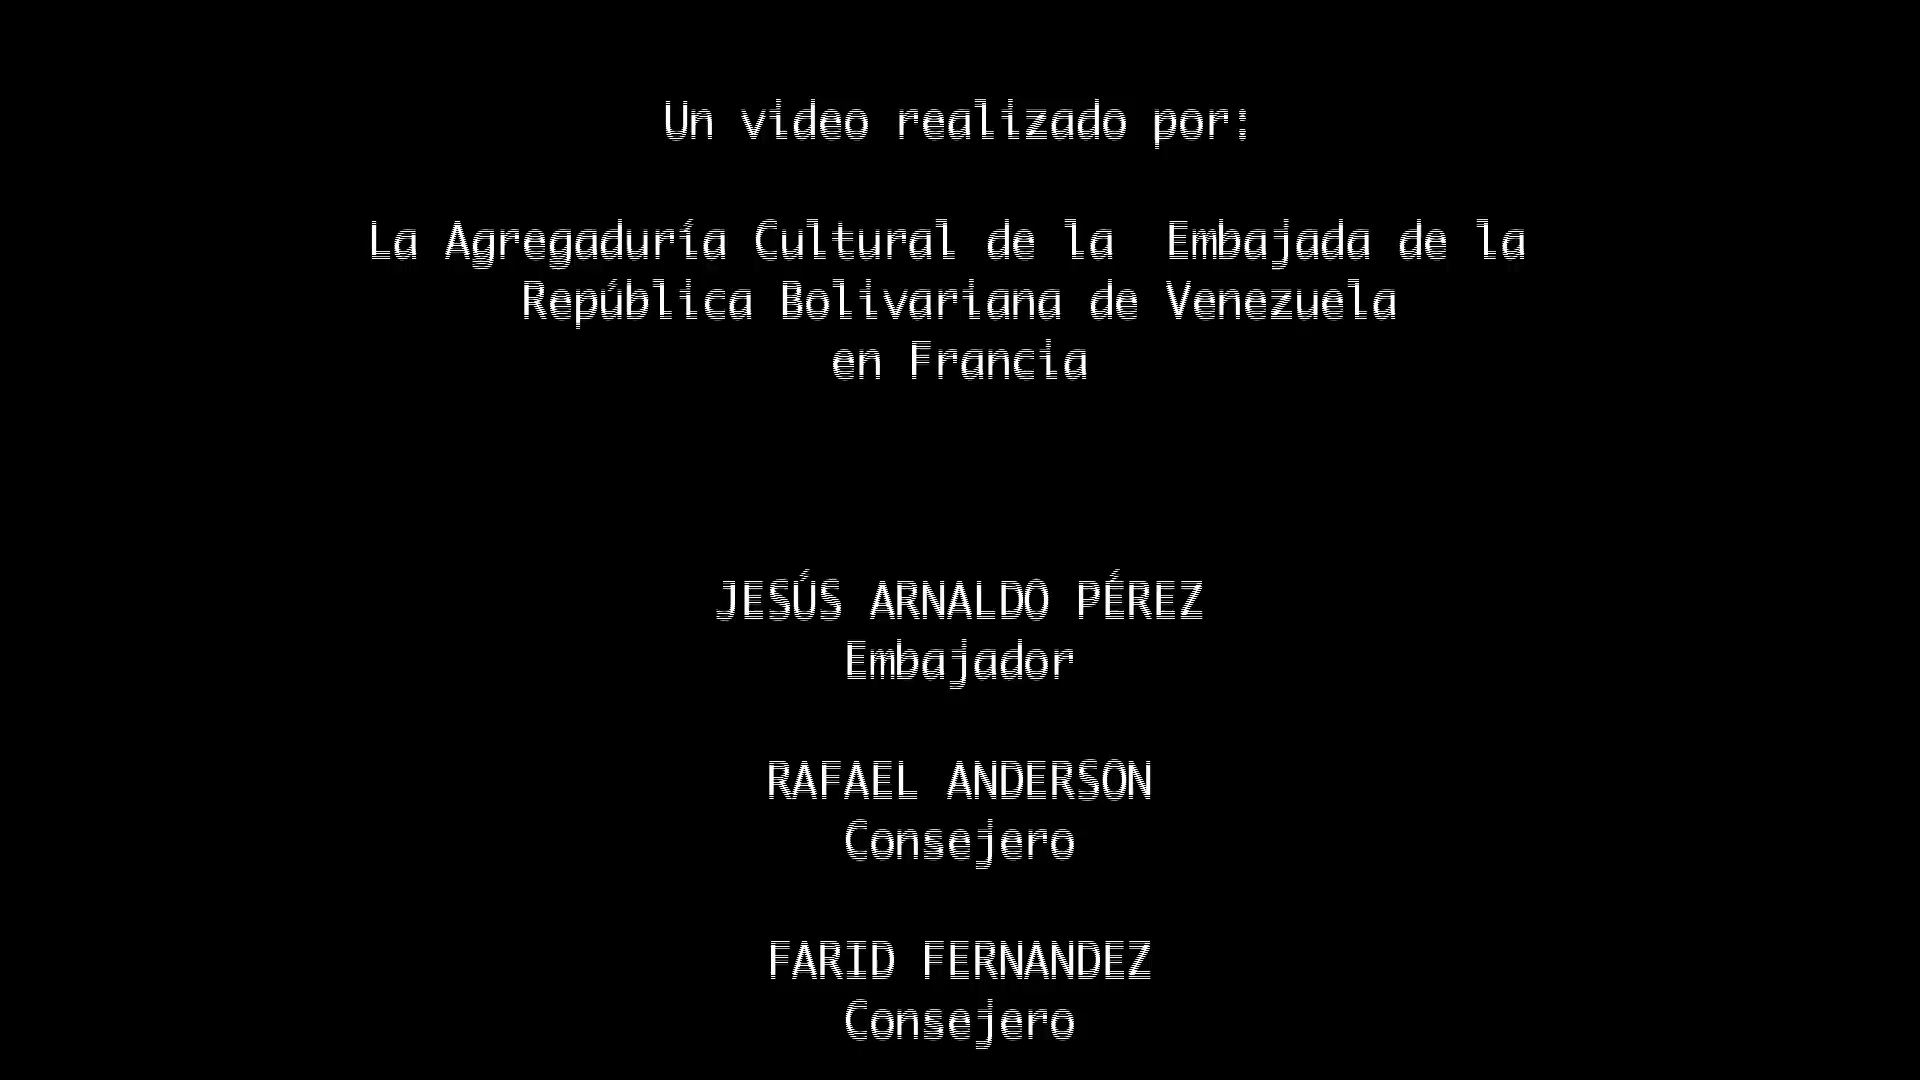 Un video realizado por:
La Agregaduría Cultural de la  Embajada de la
República Bolivariana de Venezuela
en Francia
JESÚS ARNALDO PÉREZ
Embajador
RAFAEL ANDERSON
Consejero
FARID FERNANDEZ
Consejero